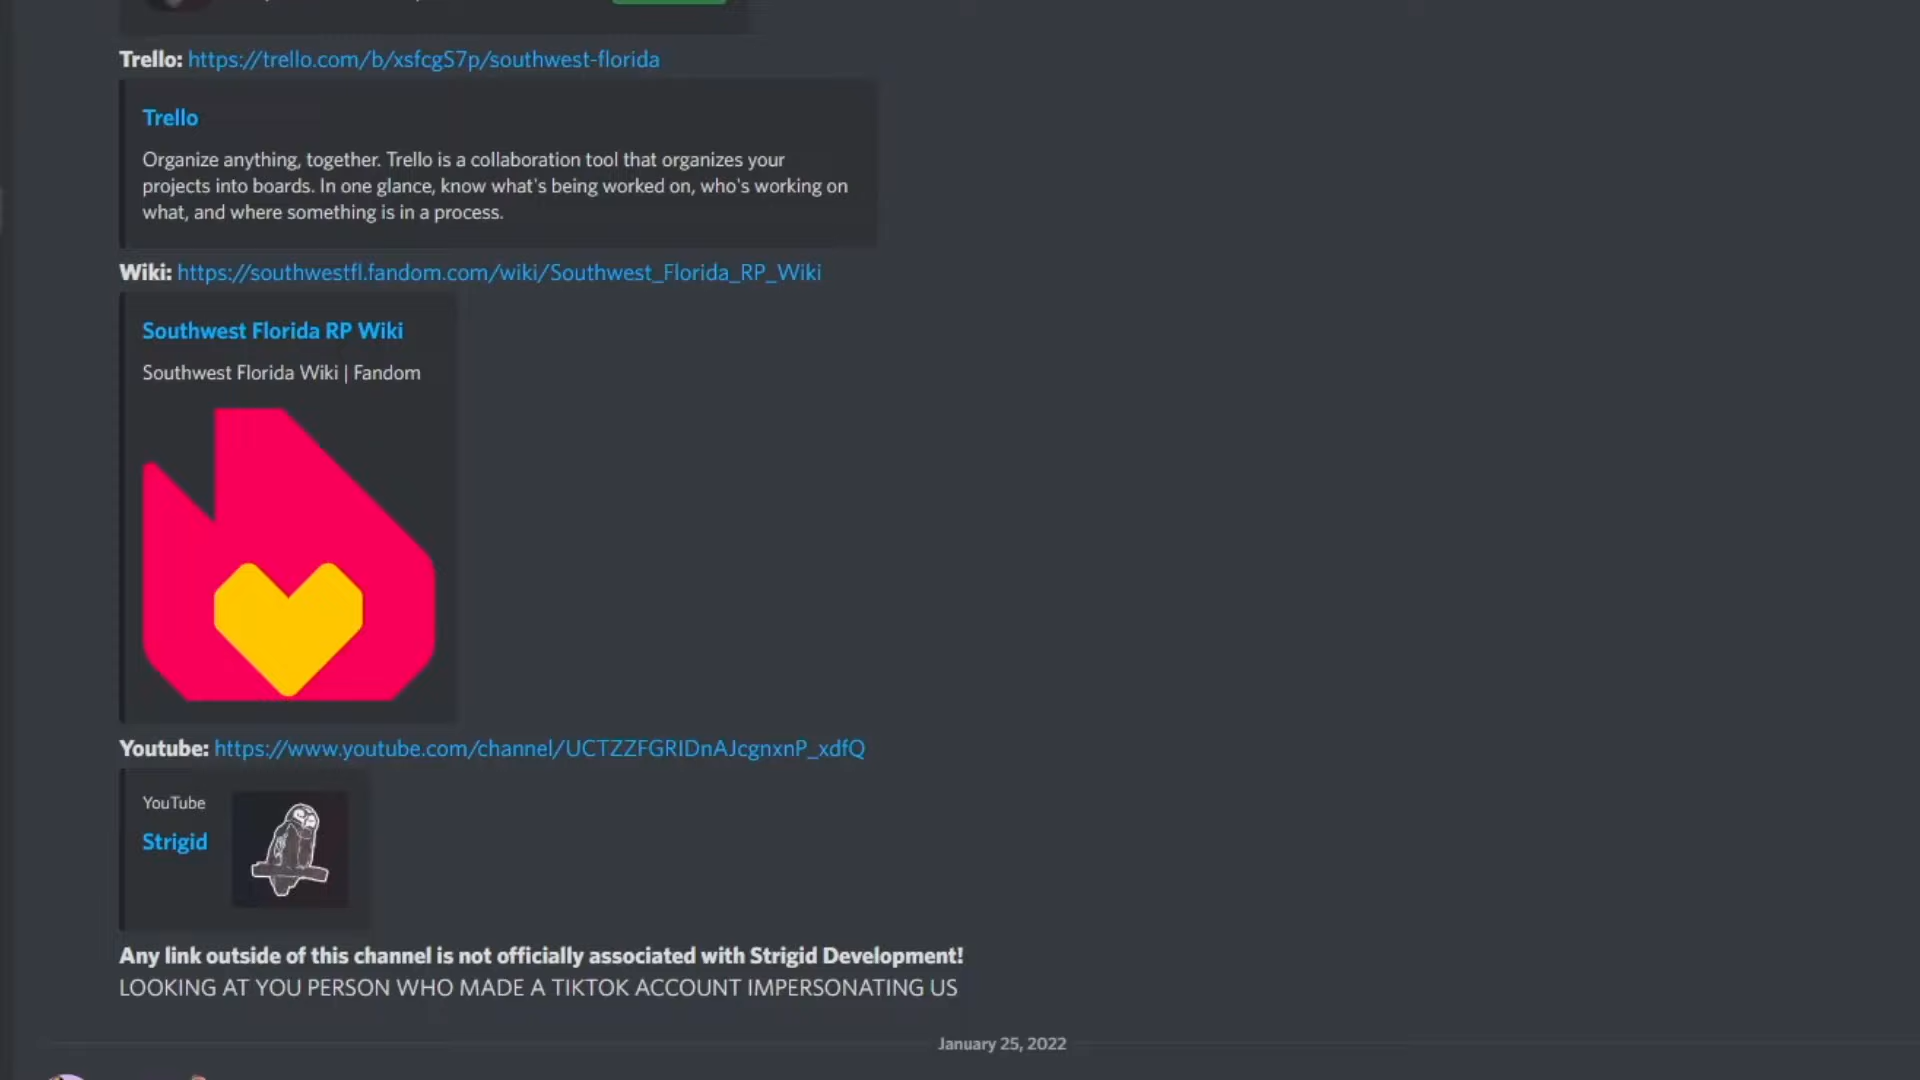 Trello: https://trello.com/b/xsfcgS7p/southwest-florida
Trello
Organize anything, together. Trello is a collaboration tool that organizes your
projects into boards. In one glance, know what's being worked on, who's working on
what, and where something is in a process.
Wiki: https://southwestfl.fandom.com/wiki/Southwest_Florida_RP_Wiki
Southwest Florida RP Wiki
Southwest Florida Wiki | Fandom
Youtube: https://www.youtube.com/channel/UCTZZFGRIDnAJcgnxnP_xdfQ
YouTube
Strigid
Any link outside of this channel is not officially associated with Strigid Development!
LOOKING AT YOU PERSON WHO MADE A TIKTOK ACCOUNT IMPERSONATING US
January 25, 2022